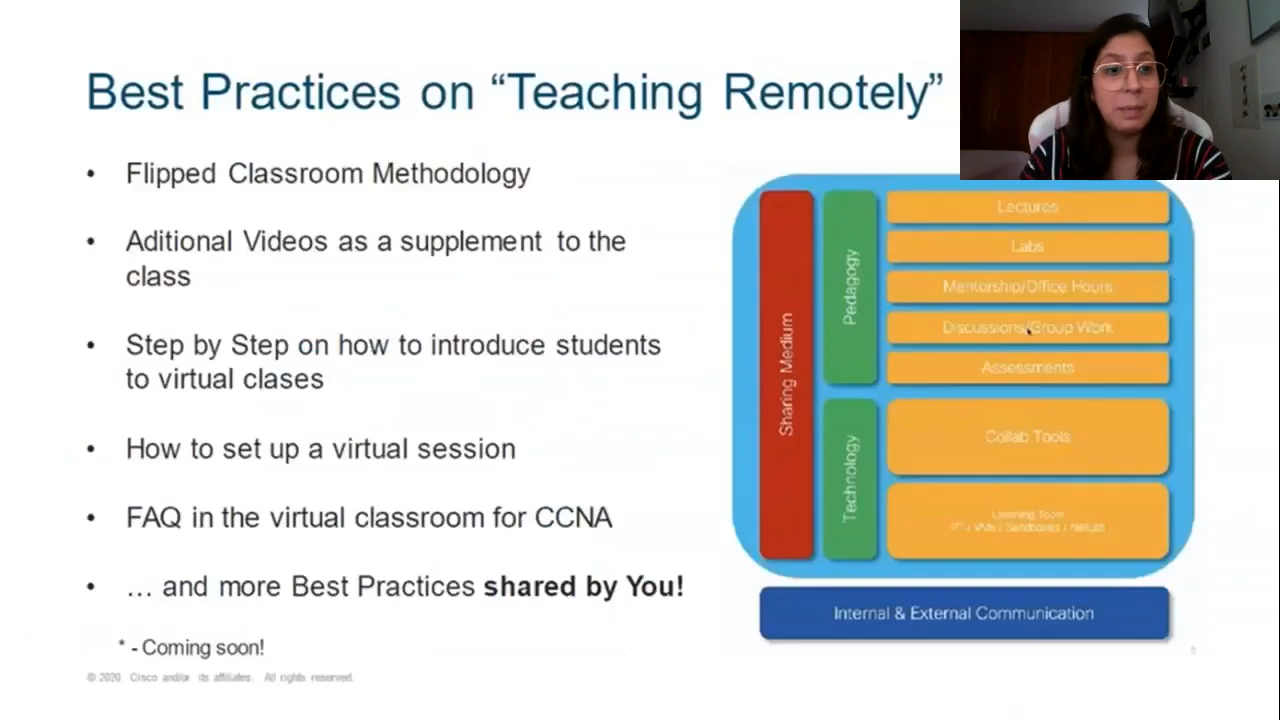 Best Practices on “Teaching Remotely”
• Flipped Classroom Methodology
• Aditional Videos as a supplement to the
class
• Step by Step on how to introduce students
to virtual clases
• How to set up a virtual session
• FAQ in the virtual classroom for CCNA
• … and more Best Practices shared by You!
* - Coming soon!
© 2020 Cisco and/or its affiliates. All rights reserved.
Sharing Medium
Pedagogy
Lectures
Labs
Mentorship/Office Hours
Discussions/Group Work
Assessments
Technology
Collab Tools
Learning Tools
PT / VMs / Sandboxes / Netlab
Internal & External Communication